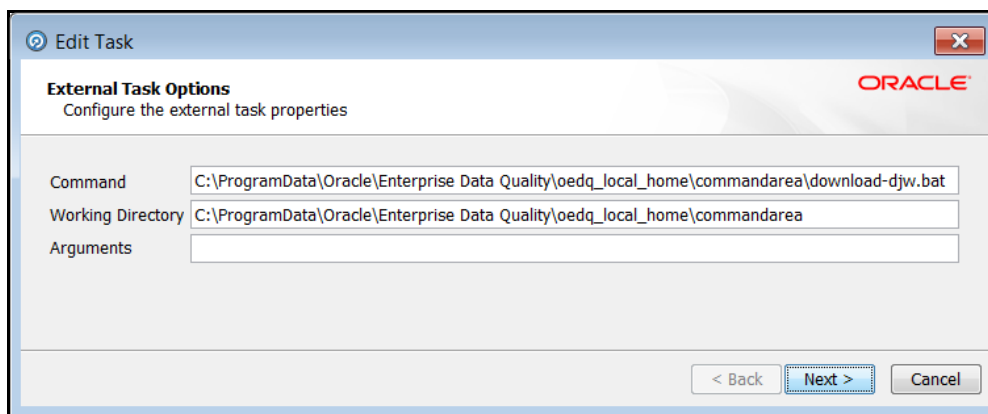 Edit Task
External Task Options
ORACLE
Configure the external task properties
Command C:\ProgramData\Oracle\Enterprise Data Quality\oedq_local_home\commandarea\download-djw.bat
Working Directory C:\ProgramData\Oracle\Enterprise Data Quality\oedq_local_home\commandarea
Arguments
< Back Next > Cancel